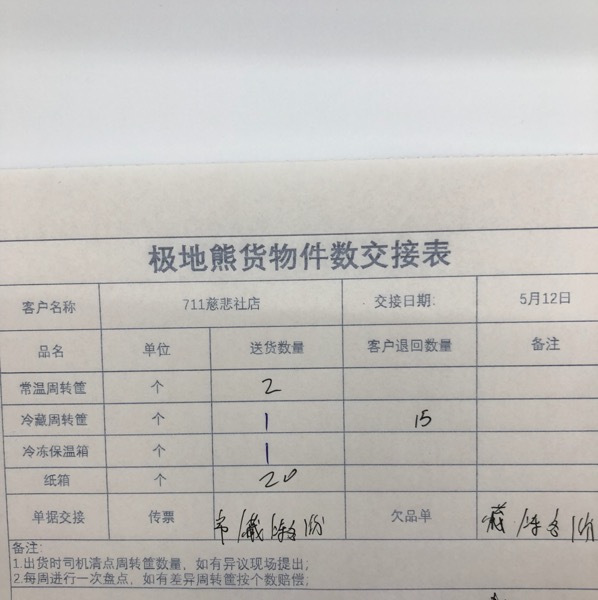 极地熊货物件数交接表
客户名称 711慈悲社店 交接日期: 5月12日
品名 单位 送货数量 客户退回数量 备注
常温周转筐 个 2
冷藏周转筐 个 1 15
冷冻保温箱 个 1
纸箱 个 20
单据交接 传票 欠品单
备注:
1.出货时司机清点周转筐数量，如有异议现场提出;
2.每周进行一次盘点，如有差异周转筐按个数赔偿;